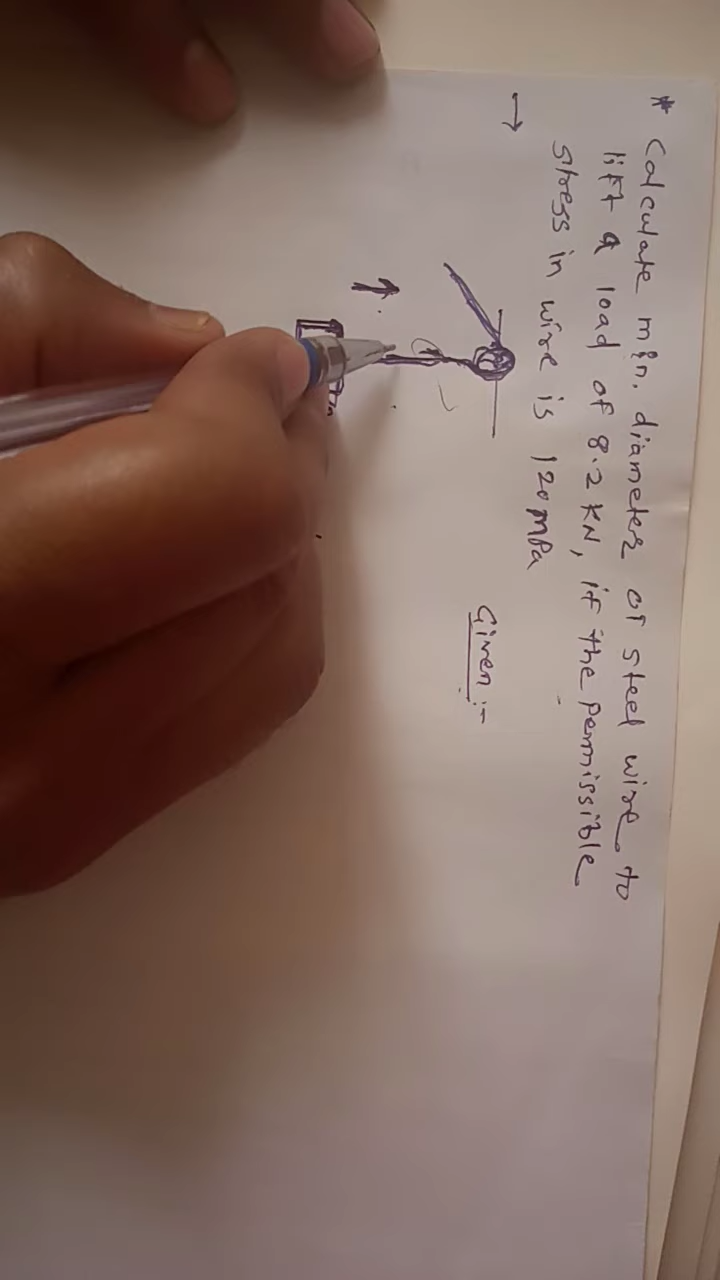 * Calculate min. diameter of steel wire to
lift a load of 8.2 KN, if the permissible
stress in wire is 120 mPa
→ Given :-